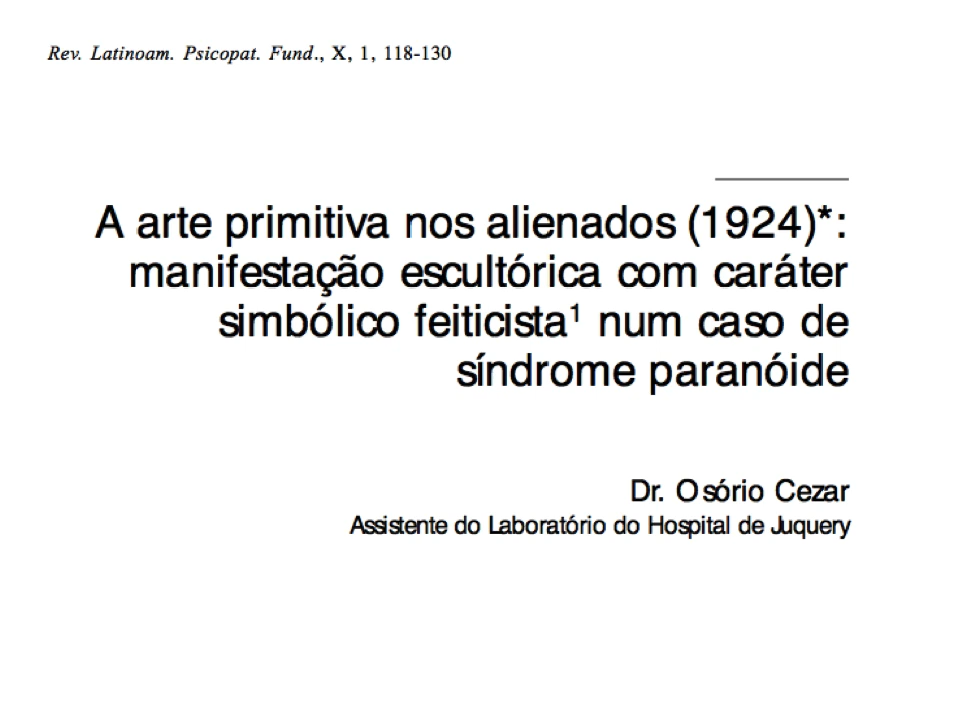 Rev. Latinoam. Psicopat. Fund., X, 1, 118-130
A arte primitiva nos alienados (1924)*:
manifestação escultórica com caráter
simbólico feiticista¹ num caso de
síndrome paranóide
Dr. Osório Cezar
Assistente do Laboratório do Hospital de Juquery